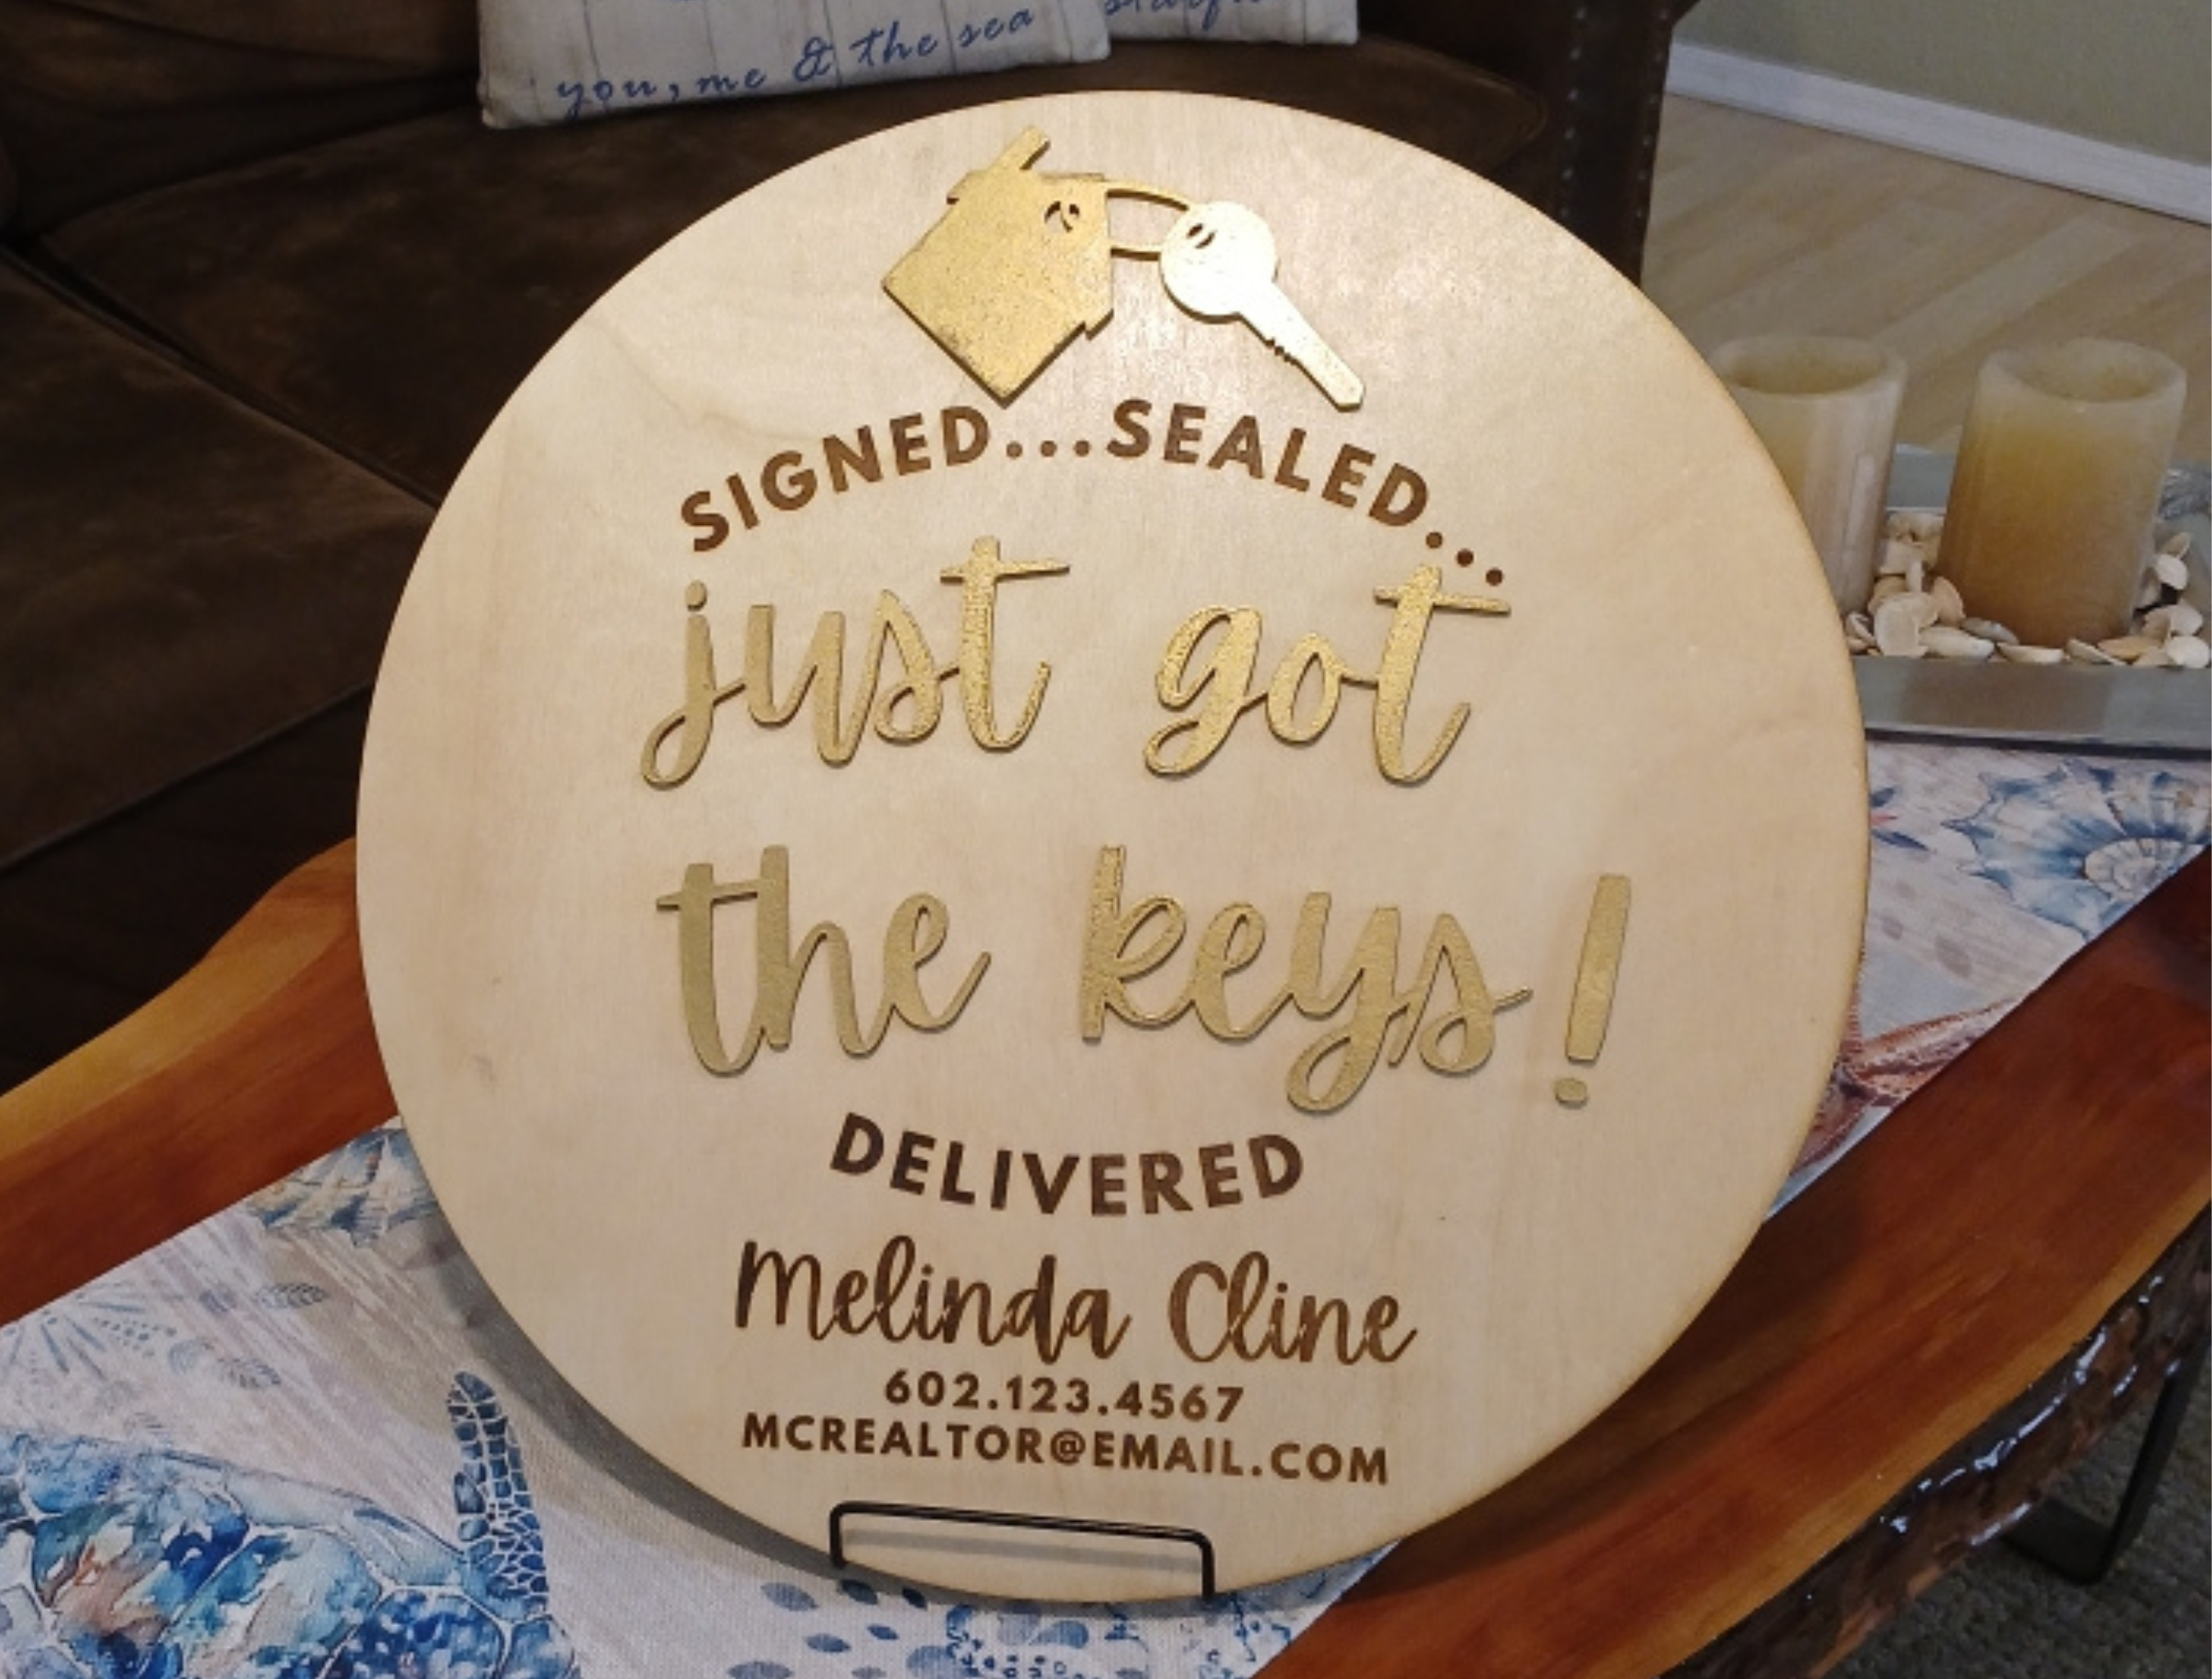 you, me & the sea
SIGNED...SEALED...
just got
the keys!
DELIVERED
Melinda Cline
602.123.4567
MCREALTOR@EMAIL.COM